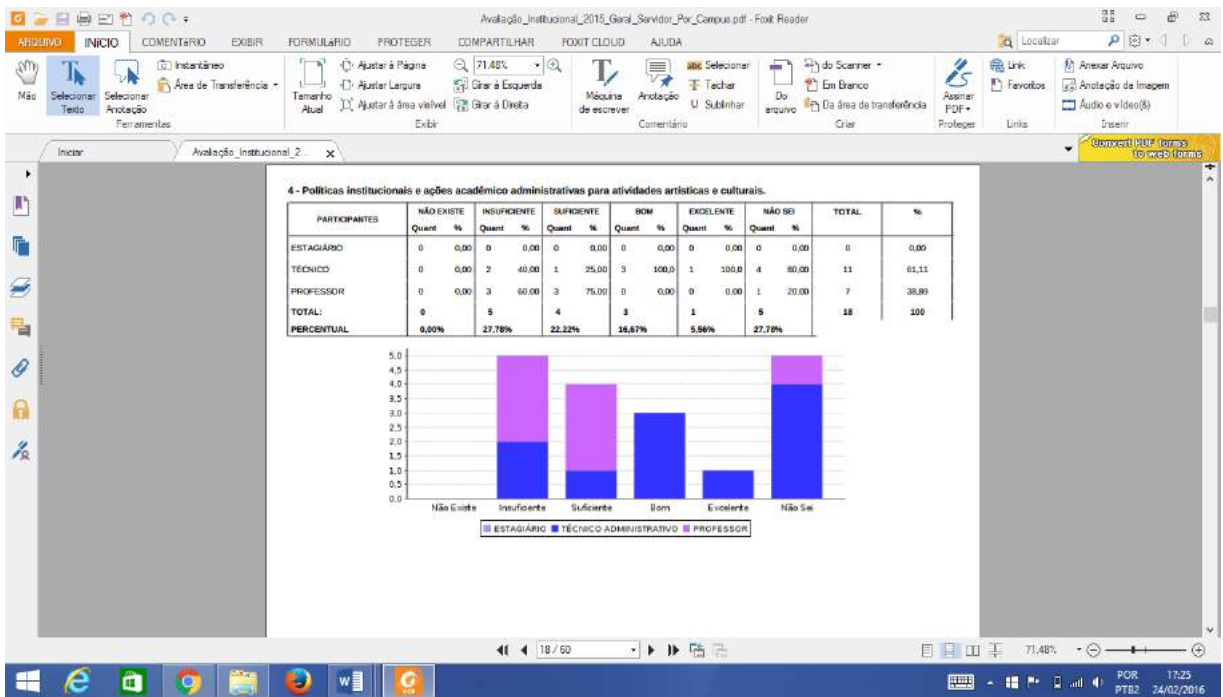 Avaliação_Institucional_2015_Geral_Servidor_Por_Campus.pdf - Foxit Reader
ARQUIVO INÍCIO COMENTÁRIO EXIBIR FORMULÁRIO PROTEGER COMPARTILHAR FOXIT CLOUD AJUDA Localizar
Mão
Selecionar Texto
Selecionar Anotação
Instantâneo
Área de Transferência
Ferramentas
Tamanho Atual
Ajustar à Página
Ajustar Largura
Ajustar à área visível
71.48%
Girar à Esquerda
Girar à Direita
Exibir
Máquina de escrever
Anotação
abc Selecionar
Tachar
Sublinhar
Comentário
Do arquivo
do Scanner
Em Branco
Da área de transferência
Criar
Assinar PDF
Proteger
Link
Favoritos
Links
Anexar Arquivo
Anotação da Imagem
Áudio e vídeo(8)
Inserir
Iniciar Avaliação_Institucional_2... x
Convert PDF forms
to web forms
4 - Políticas institucionais e ações acadêmico administrativas para atividades artísticas e culturais.
PARTICIPANTES NÃO EXISTE INSUFICIENTE SUFICIENTE BOM EXCELENTE NÃO SEI TOTAL %
Quant % Quant % Quant % Quant % Quant % Quant %
ESTAGIÁRIO 0 0,00 0 0,00 0 0,00 0 0,00 0 0,00 0 0,00 0 0,00
TÉCNICO 0 0,00 2 40,00 1 25,00 3 100,0 1 100,0 4 80,00 11 61,11
PROFESSOR 0 0,00 3 60,00 3 75,00 0 0,00 0 0,00 1 20,00 7 38,89
TOTAL: 0 5 4 3 1 5 18 100
PERCENTUAL 0,00% 27,78% 22,22% 16,67% 5,56% 27,78%
5,0
4,5
4,0
3,5
3,0
2,5
2,0
1,5
1,0
0,5
0,0
Não Existe Insuficiente Suficiente Bom Excelente Não Sei
ESTAGIÁRIO TÉCNICO ADMINISTRATIVO PROFESSOR
18 / 60
71.48%
POR 17:25
PTB2 24/02/2016